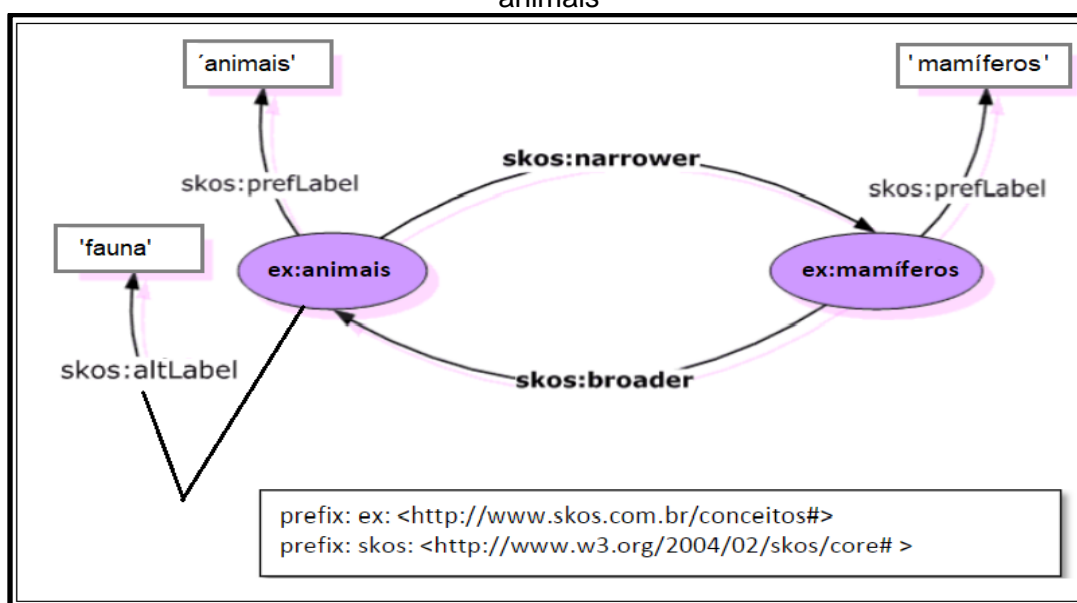 animais
´animais'
'mamíferos'
skos:narrower
skos:prefLabel
skos:prefLabel
'fauna'
ex:animais
ex:mamíferos
skos:altLabel
skos:broader
prefix: ex: <http://www.skos.com.br/conceitos#>
prefix: skos: <http://www.w3.org/2004/02/skos/core# >